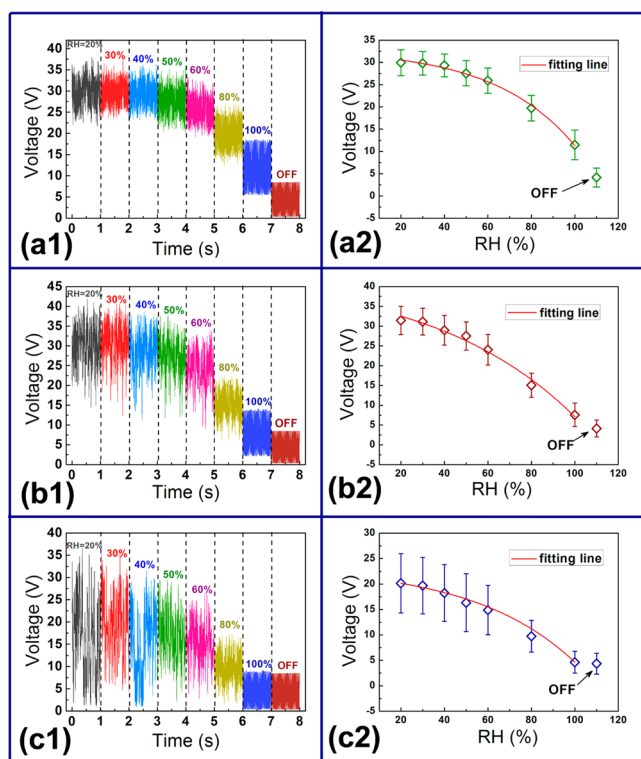 RH=20%
30%
40%
50%
60%
80%
100%
OFF
40
35
30
25
20
15
10
5
0
Voltage (V)
0 1 2 3 4 5 6 7 8
Time (s)
(a1)
35
30
25
20
15
10
5
0
-5
Voltage (V)
fitting line
OFF
20 40 60 80 100 120
RH (%)
(a2)
RH=20%
30%
40%
50%
60%
80%
100%
OFF
45
40
35
30
25
20
15
10
5
0
Voltage (V)
0 1 2 3 4 5 6 7 8
Time (s)
(b1)
40
35
30
25
20
15
10
5
0
-5
Voltage (V)
fitting line
OFF
20 40 60 80 100 120
RH (%)
(b2)
RH=20%
30%
40%
50%
60%
80%
100%
OFF
40
35
30
25
20
15
10
5
0
Voltage (V)
0 1 2 3 4 5 6 7 8
Time (s)
(c1)
30
25
20
15
10
5
0
-5
Voltage (V)
fitting line
OFF
20 40 60 80 100 120
RH (%)
(c2)